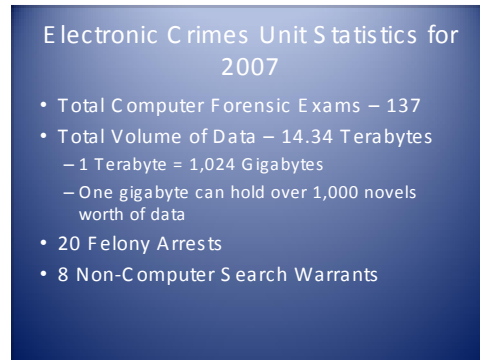 Electronic Crimes Unit Statistics for
2007
• Total Computer Forensic Exams – 137
• Total Volume of Data – 14.34 Terabytes
– 1 Terabyte = 1,024 Gigabytes
– One gigabyte can hold over 1,000 novels
worth of data
• 20 Felony Arrests
• 8 Non-Computer Search Warrants